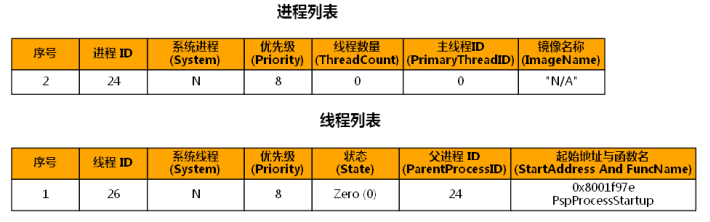 进程列表
序号 进程 ID 系统进程 (System) 优先级 (Priority) 线程数量 (ThreadCount) 主线程ID (PrimaryThreadID) 镜像名称 (ImageName)
2 24 N 8 0 0 "N/A"
线程列表
序号 线程 ID 系统线程 (System) 优先级 (Priority) 状态 (State) 父进程 ID (ParentProcessID) 起始地址与函数名 (StartAddress And FuncName)
1 26 N 8 Zero (0) 24 0x8001f97e PspProcessStartup